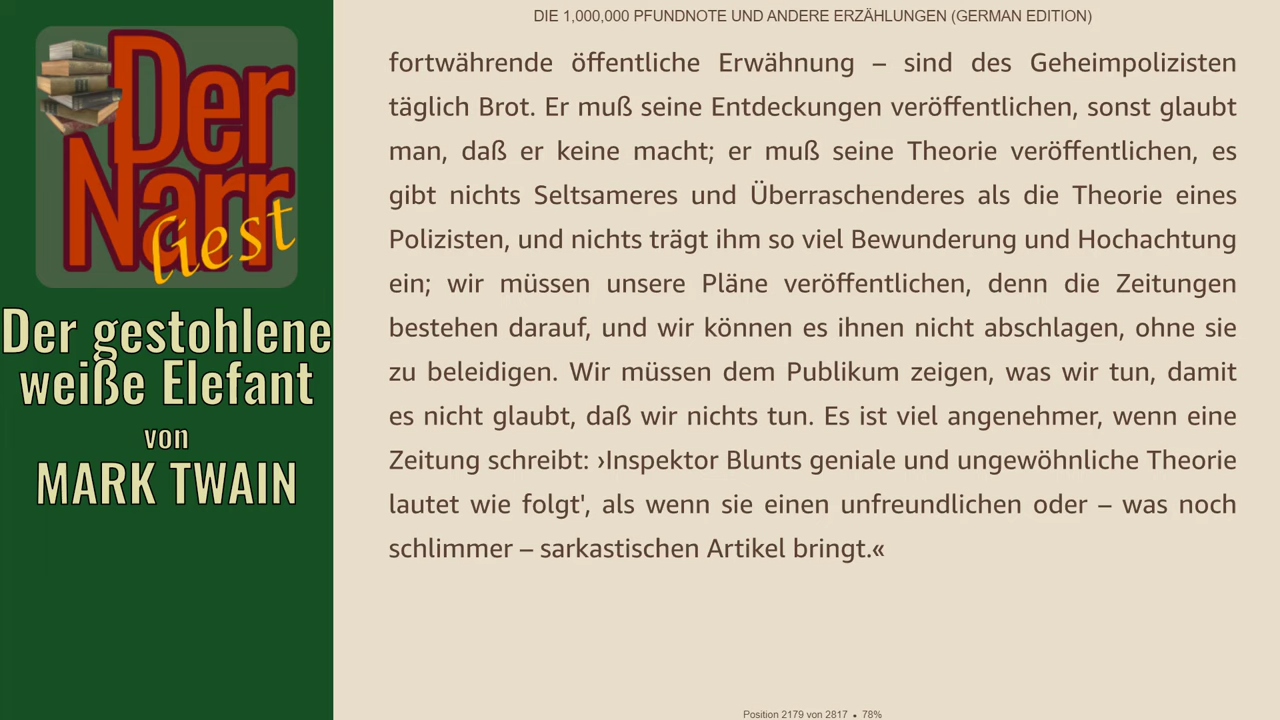 Der
Narr
liest
Der gestohlene
weiße Elefant
von
MARK TWAIN
DIE 1,000,000 PFUNDNOTE UND ANDERE ERZÄHLUNGEN (GERMAN EDITION)
fortwährende öffentliche Erwähnung – sind des Geheimpolizisten
täglich Brot. Er muß seine Entdeckungen veröffentlichen, sonst glaubt
man, daß er keine macht; er muß seine Theorie veröffentlichen, es
gibt nichts Seltsameres und Überraschenderes als die Theorie eines
Polizisten, und nichts trägt ihm so viel Bewunderung und Hochachtung
ein; wir müssen unsere Pläne veröffentlichen, denn die Zeitungen
bestehen darauf, und wir können es ihnen nicht abschlagen, ohne sie
zu beleidigen. Wir müssen dem Publikum zeigen, was wir tun, damit
es nicht glaubt, daß wir nichts tun. Es ist viel angenehmer, wenn eine
Zeitung schreibt: ›Inspektor Blunts geniale und ungewöhnliche Theorie
lautet wie folgt', als wenn sie einen unfreundlichen oder – was noch
schlimmer – sarkastischen Artikel bringt.«
Position 2179 von 2817 • 78%